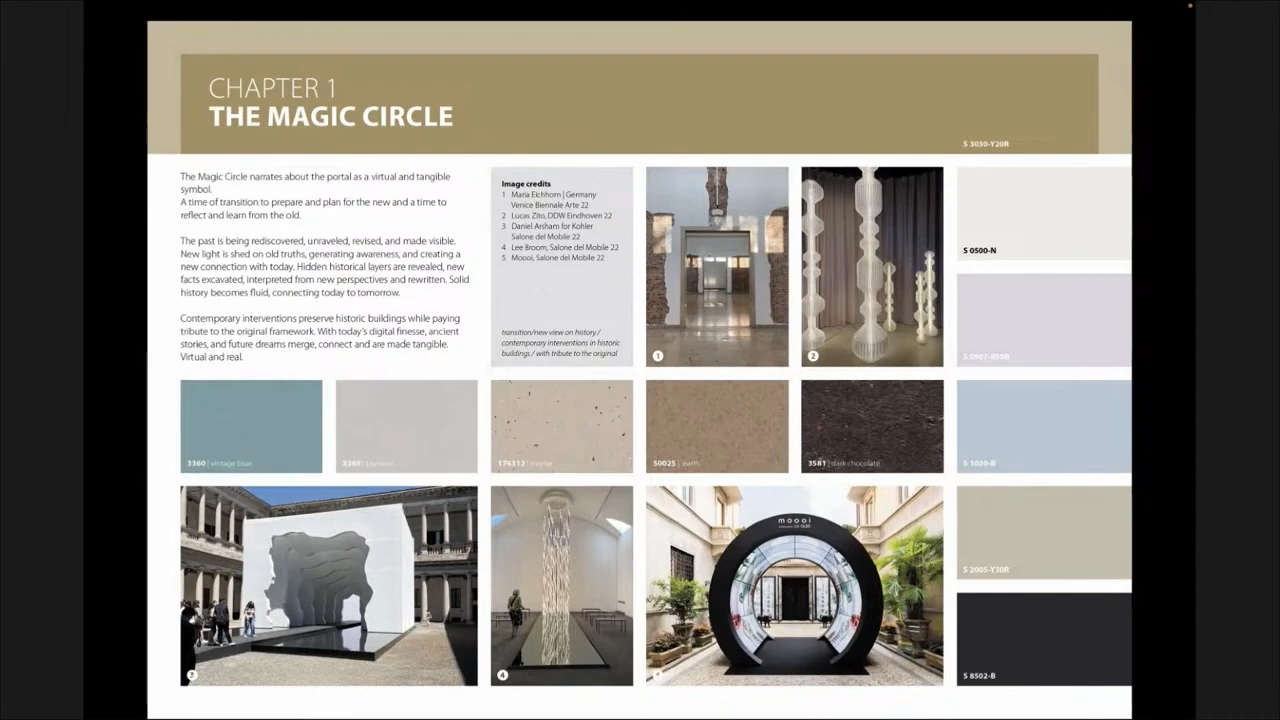 CHAPTER 1
THE MAGIC CIRCLE
S 3030-Y20R
The Magic Circle narrates about the portal as a virtual and tangible
symbol.
A time of transition to prepare and plan for the new and a time to
reflect and learn from the old.
The past is being rediscovered, unraveled, revised, and made visible.
New light is shed on old truths, generating awareness, and creating a
new connection with today. Hidden historical layers are revealed, new
facts excavated, interpreted from new perspectives and rewritten. Solid
history becomes fluid, connecting today to tomorrow.
Contemporary interventions preserve historic buildings while paying
tribute to the original framework. With today's digital finesse, ancient
stories, and future dreams merge, connect and are made tangible.
Virtual and real.
Image credits
1 Maria Eichhorn | Germany
Venice Biennale Arte 22
2 Lucas Zito, DDW Eindhoven 22
3 Daniel Arsham for Kohler
Salone del Mobile 22
4 Lee Broom, Salone del Mobile 22
5 Moooi, Salone del Mobile 22
transition/new view on history /
contemporary interventions in historic
buildings / with tribute to the original
1
2
S 0500-N
S 0907-R50B
3360 | vintage blue
3369 |
176312 |
50025 | earth
3581 | dark chocolate
S 1020-B
moooi
3
4
S 2005-Y30R
S 8502-B